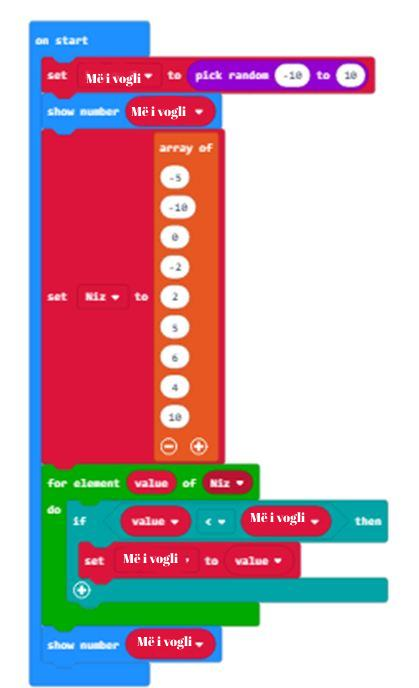 on start
set Më i vogli to pick random -10 to 10
show number Më i vogli
array of
-5
-10
0
-2
set Niz to 2
5
6
4
10
for element value of Niz
do
if value < Më i vogli then
set Më i vogli to value
show number Më i vogli